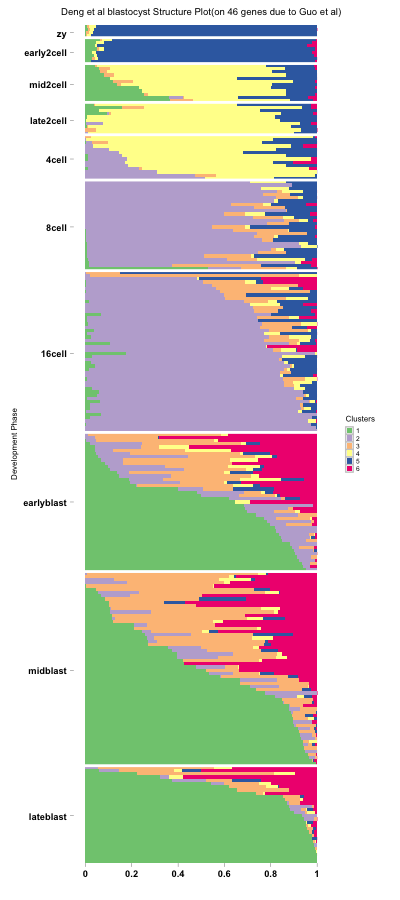 Deng et al blastocyst Structure Plot(on 46 genes due to Guo et al)
zy
early2cell
mid2cell
late2cell
4cell
8cell
16cell
earlyblast
midblast
lateblast
Development Phase
Clusters
1
2
3
4
5
6
0 0.2 0.4 0.6 0.8 1